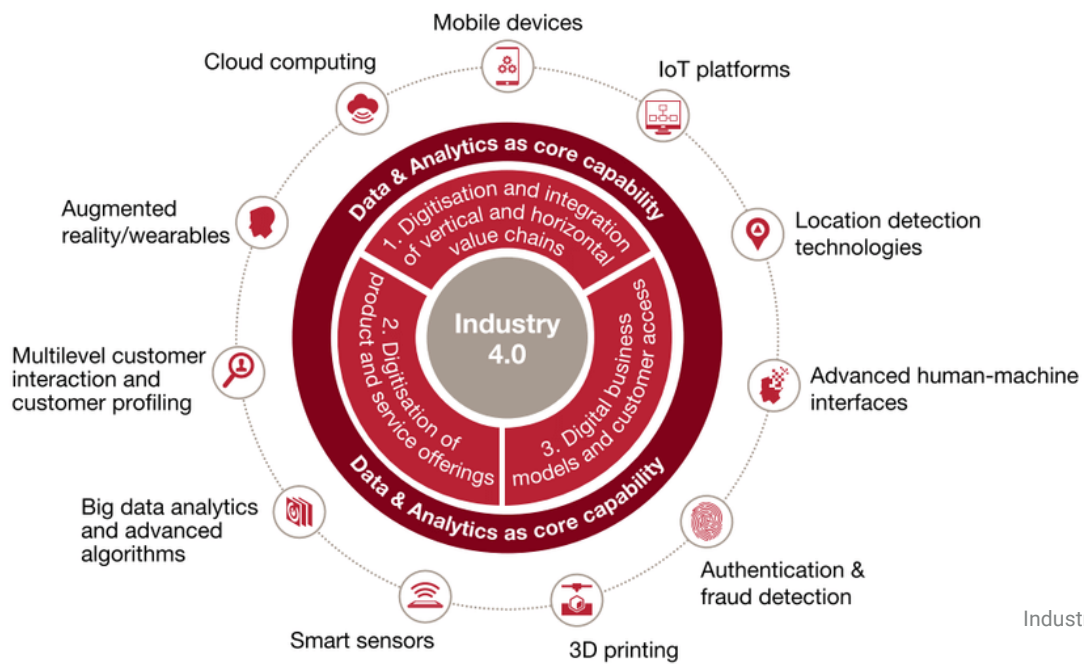 Mobile devices
Cloud computing
IoT platforms
Augmented
reality/wearables
Location detection
technologies
Multilevel customer
interaction and
customer profiling
Advanced human-machine
interfaces
Big data analytics
and advanced
algorithms
Authentication &
fraud detection
Smart sensors
3D printing
Data & Analytics as core capability
1. Digitisation and integration
of vertical and horizontal
value chains
2. Digitisation of
product and service offerings
3. Digital business
models and customer access
Industry
4.0
Data & Analytics as core capability